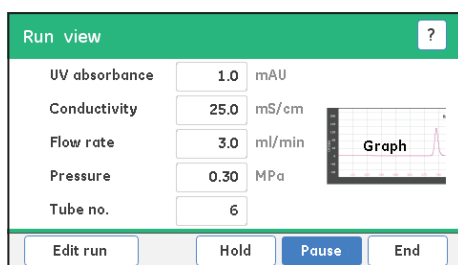 Run view ?
UV absorbance 1.0 mAU
Conductivity 25.0 mS/cm
Flow rate 3.0 ml/min
Graph
Pressure 0.30 MPa
Tube no. 6
Edit run Hold Pause End